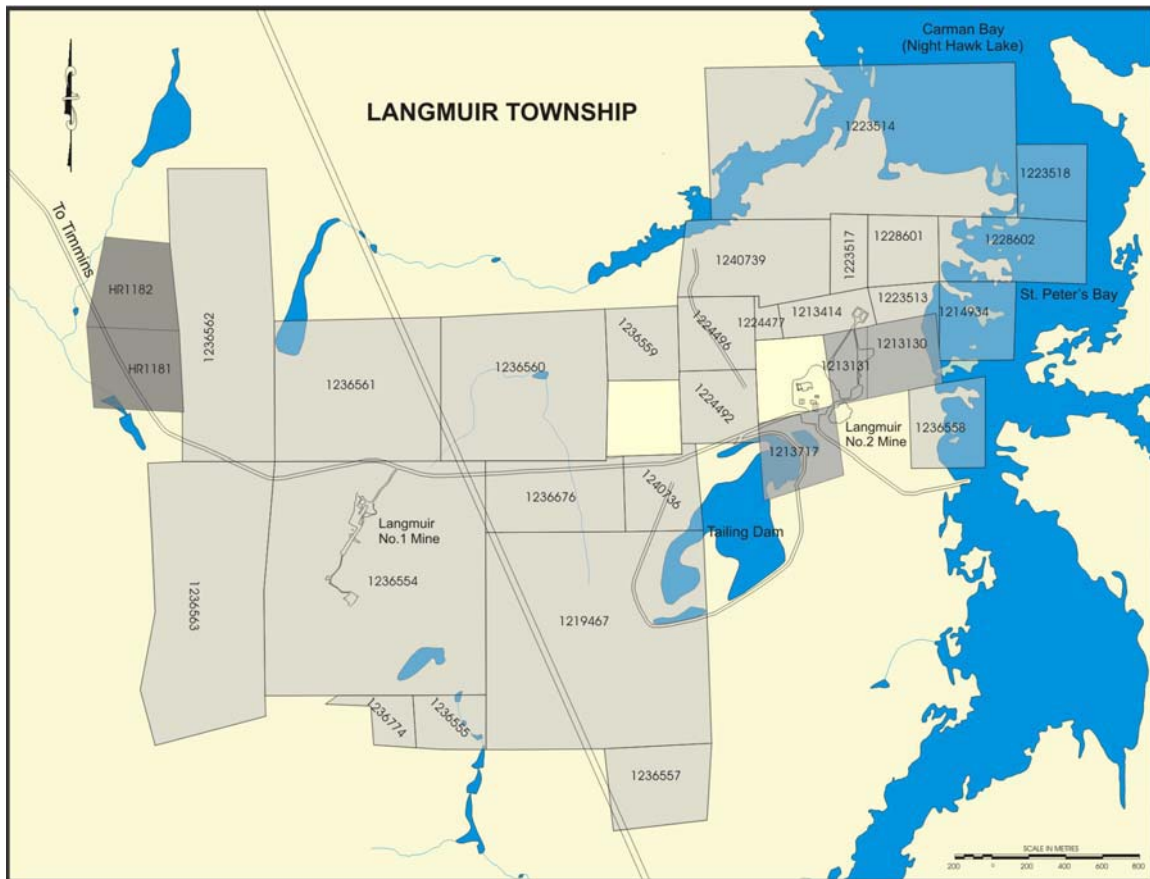 Carman Bay
(Night Hawk Lake)
LANGMUIR TOWNSHIP
1223514
1223518
To Timmins
1228601
1228602
1223517
1240739
HR1182
St. Peter's Bay
1223513
1214934
1213414
1224477
1224496
1236562
1236559
1213130
HR1181
1236561
1236560
1213131
1224492
1236558
Langmuir
No.2 Mine
1213717
1236676
1240736
Langmuir
No.1 Mine
Tailing Dam
1236554
1236563
1219467
1236774
1236555
1236557
SCALE IN METRES
200 0 200 400 600 800